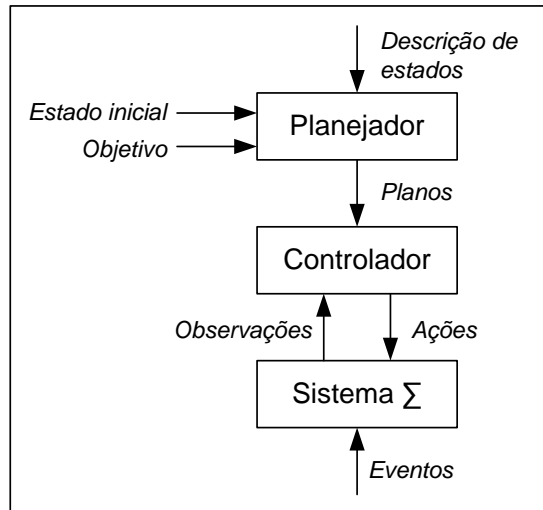 Descrição de
estados
Estado inicial
Planejador
Objetivo
Planos
Controlador
Observações
Ações
Sistema ∑
Eventos